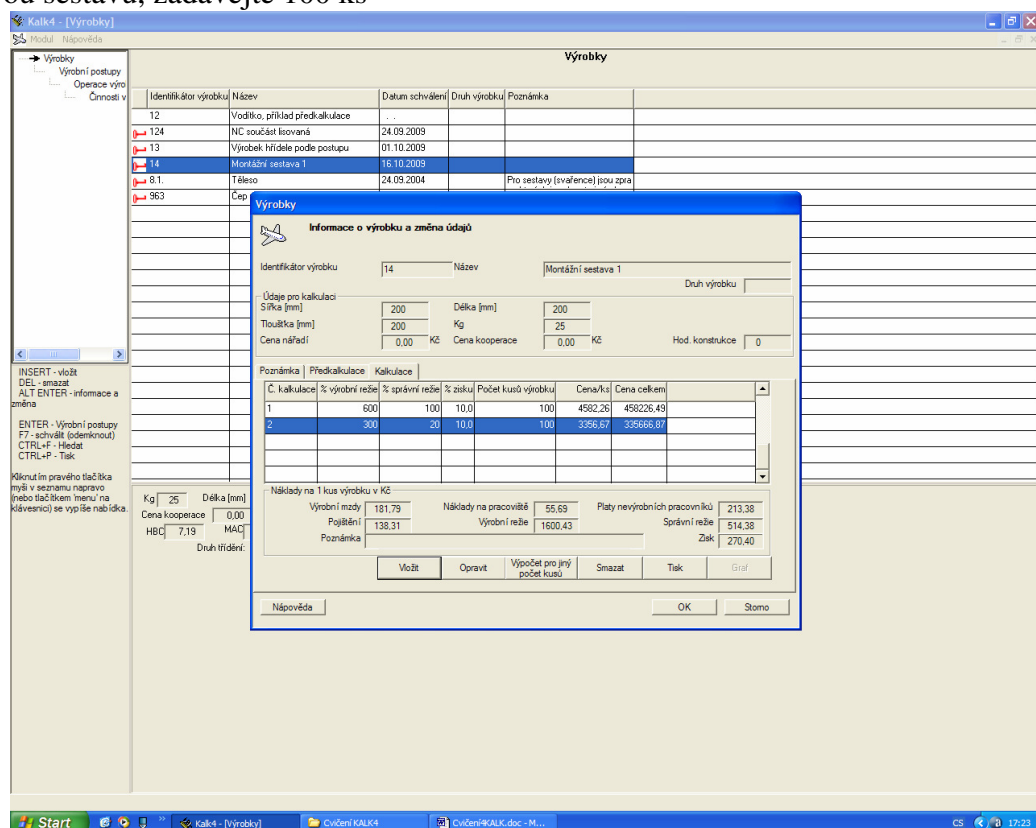 ou sestavu, zadávejte 100 ks
Kalk4 - [Výrobky]
Modul Nápověda
Výrobky
Výrobní postupy
Operace výro
Činnosti v
Výrobky
Identifikátor výrobku Název Datum schválení Druh výrobku Poznámka
12 Vodítko, příklad předkalkulace . .
124 NC součást lisovaná 24.09.2009
13 Výrobek hřídele podle postupu 01.10.2009
14 Montážní sestava 1 16.10.2009
8.1. Těleso 24.09.2004 Pro sestavy (svařence) jsou zpra
963 Čep
INSERT - vložit
DEL - smazat
ALT ENTER - informace a
změna
ENTER - Výrobní postupy
F7 - schválit (odemknout)
CTRL+F - Hledat
CTRL+P - Tisk
Kliknutím pravého tlačítka
myši v seznamu napravo
(nebo tlačítkem 'menu' na
klávesnici) se vypíše nabídka.
Kg 25 Délka [mm]
Cena kooperace 0,00
HBC 7,19 MAC
Druh třídění:
Výrobky
Informace o výrobku a změna údajů
Identifikátor výrobku 14 Název Montážní sestava 1
Druh výrobku
Údaje pro kalkulaci
Šířka [mm] 200 Délka [mm] 200
Tloušťka [mm] 200 Kg 25
Cena nářadí 0,00 Kč Cena kooperace 0,00 Kč Hod. konstrukce 0
Poznámka Předkalkulace Kalkulace
Č. kalkulace % výrobní režie % správní režie % zisku Počet kusů výrobku Cena/ks Cena celkem
1 600 100 10,0 100 4582,26 458226,49
2 300 20 10,0 100 3356,67 335666,87
Náklady na 1 kus výrobku v Kč
Výrobní mzdy 181,79 Náklady na pracoviště 55,69 Platy nevýrobních pracovníků 213,38
Pojištění 138,31 Výrobní režie 1600,43 Správní režie 514,38
Poznámka Zisk 270,40
Vložit Opravit Výpočet pro jiný počet kusů Smazat Tisk Graf
Nápověda OK Storno
Start Kalk4 - [Výrobky] Cvičení KALK4 Cvičení4KALK.doc - M... CS 17:23